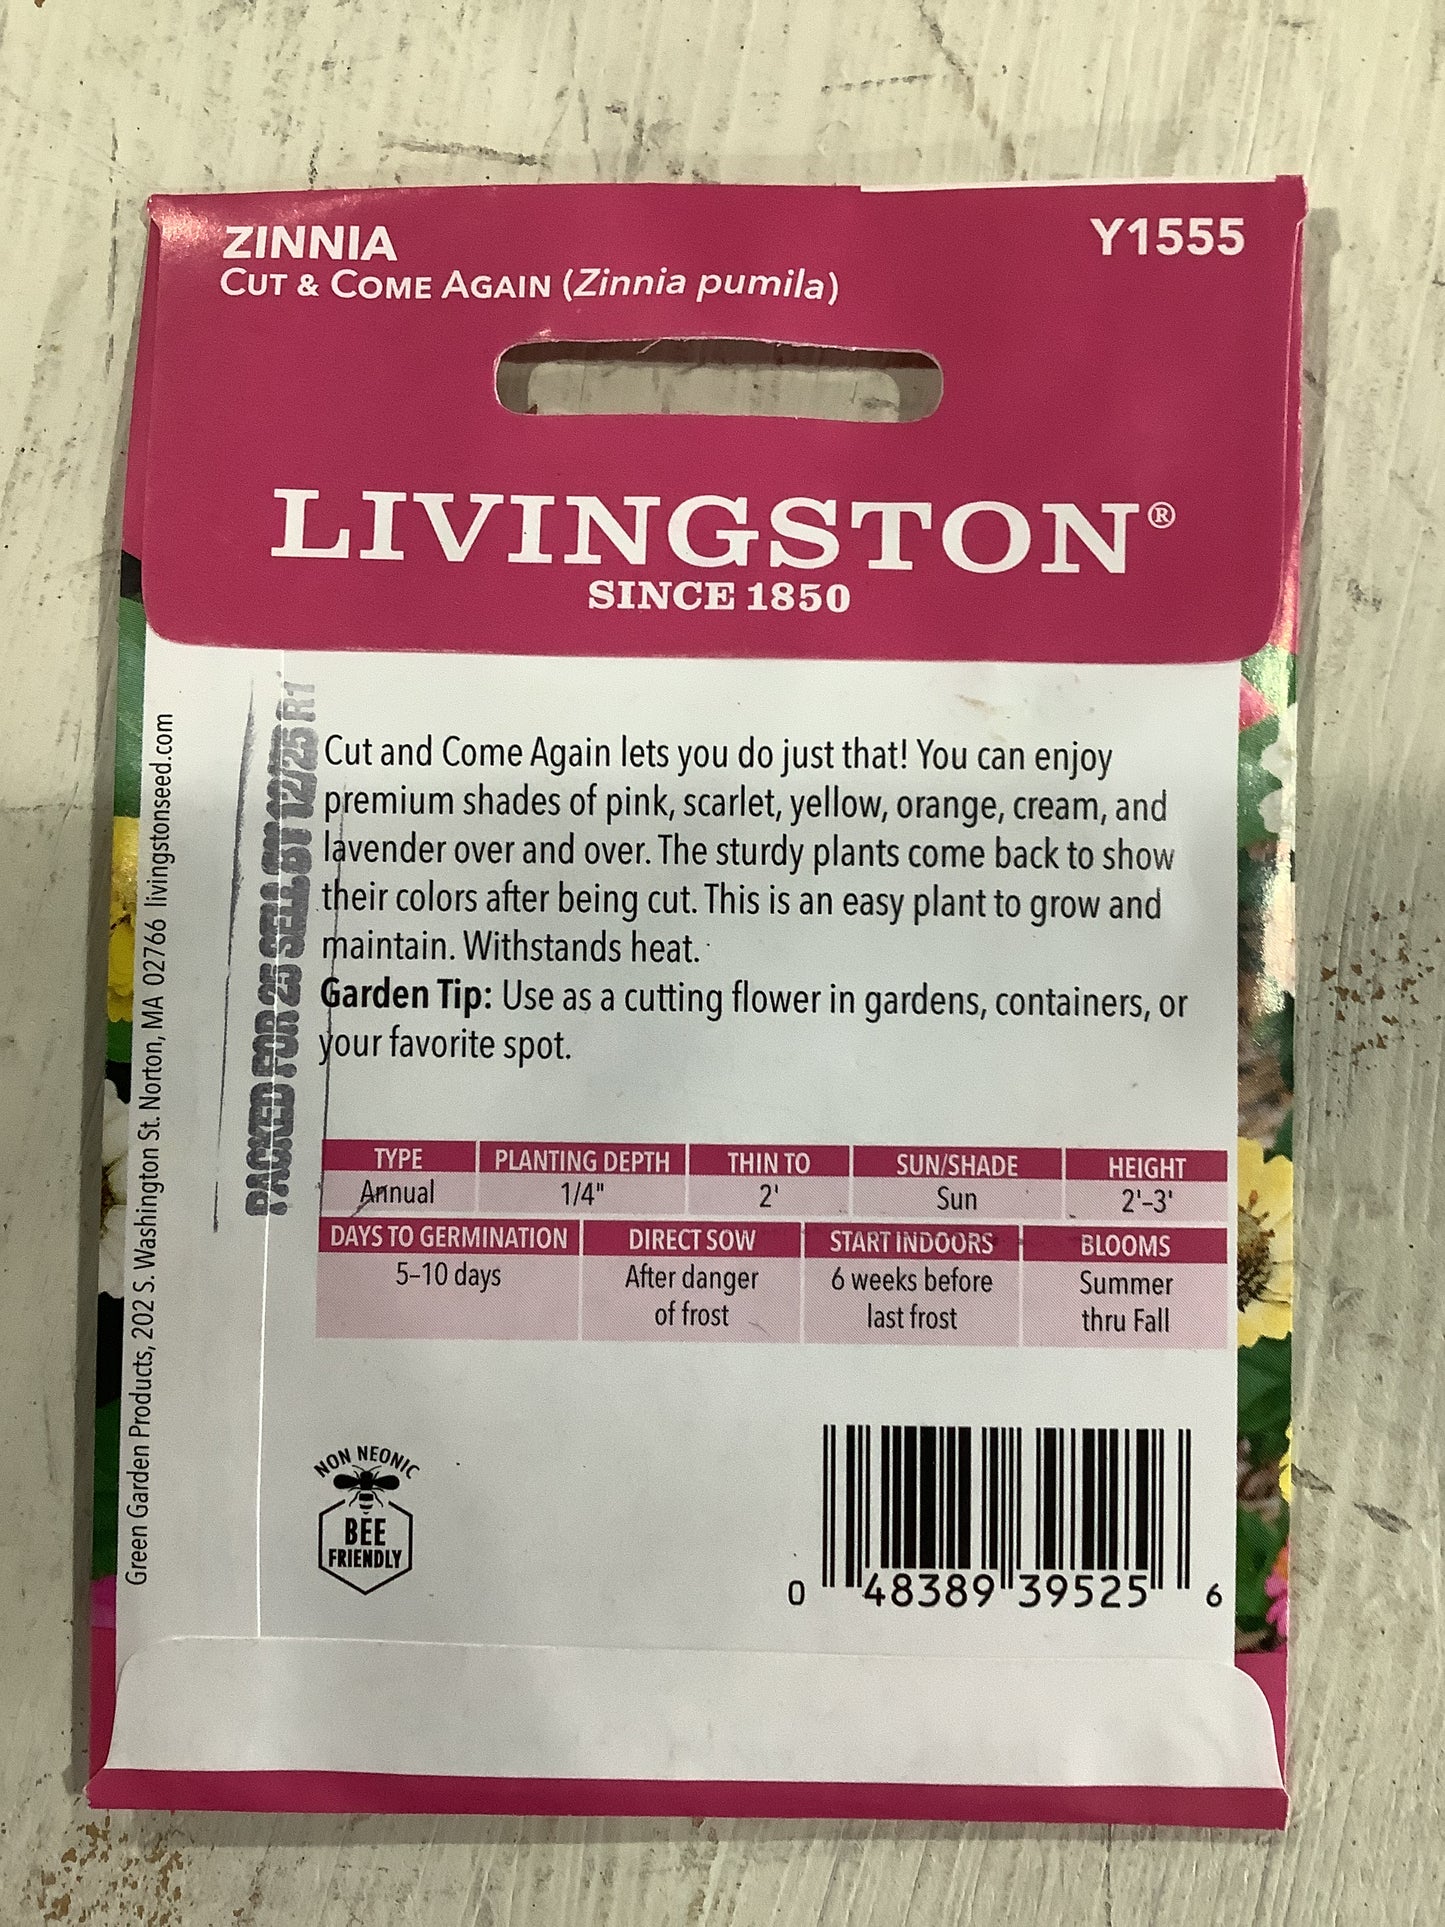 ZINNIA
Y1555
CUT & COME AGAIN (Zinnia pumila)
LIVINGSTON®
SINCE 1850
Green Garden Products, 202 S. Washington St. Norton, MA 02766 livingstonseed.com
PACKED FOR 25 SELL BY 12/25 R1
Cut and Come Again lets you do just that! You can enjoy
premium shades of pink, scarlet, yellow, orange, cream, and
lavender over and over. The sturdy plants come back to show
their colors after being cut. This is an easy plant to grow and
maintain. Withstands heat.
Garden Tip: Use as a cutting flower in gardens, containers, or
your favorite spot.
TYPE PLANTING DEPTH THIN TO SUN/SHADE HEIGHT
Annual 1/4" 2' Sun 2'–3'
DAYS TO GERMINATION DIRECT SOW START INDOORS BLOOMS
5–10 days After danger 6 weeks before Summer
of frost last frost thru Fall
NON NEONIC
BEE
FRIENDLY
0 48389 39525 6